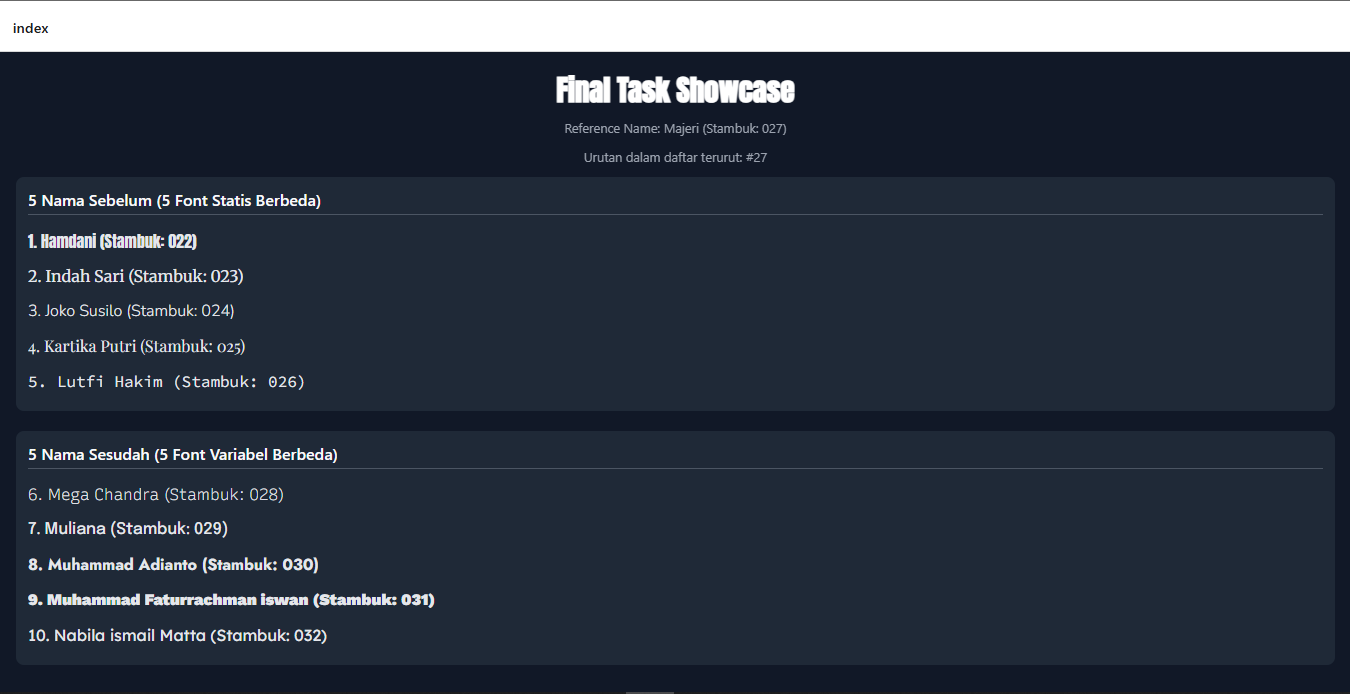 index
Final Task Showcase
Reference Name: Majeri (Stambuk: 027)
Urutan dalam daftar terurut: #27
5 Nama Sebelum (5 Font Statis Berbeda)
1. Hamdani (Stambuk: 022)
2. Indah Sari (Stambuk: 023)
3. Joko Susilo (Stambuk: 024)
4. Kartika Putri (Stambuk: 025)
5. Lutfi Hakim (Stambuk: 026)
5 Nama Sesudah (5 Font Variabel Berbeda)
6. Mega Chandra (Stambuk: 028)
7. Muliana (Stambuk: 029)
8. Muhammad Adianto (Stambuk: 030)
9. Muhammad Faturrachman iswan (Stambuk: 031)
10. Nabila ismail Matta (Stambuk: 032)